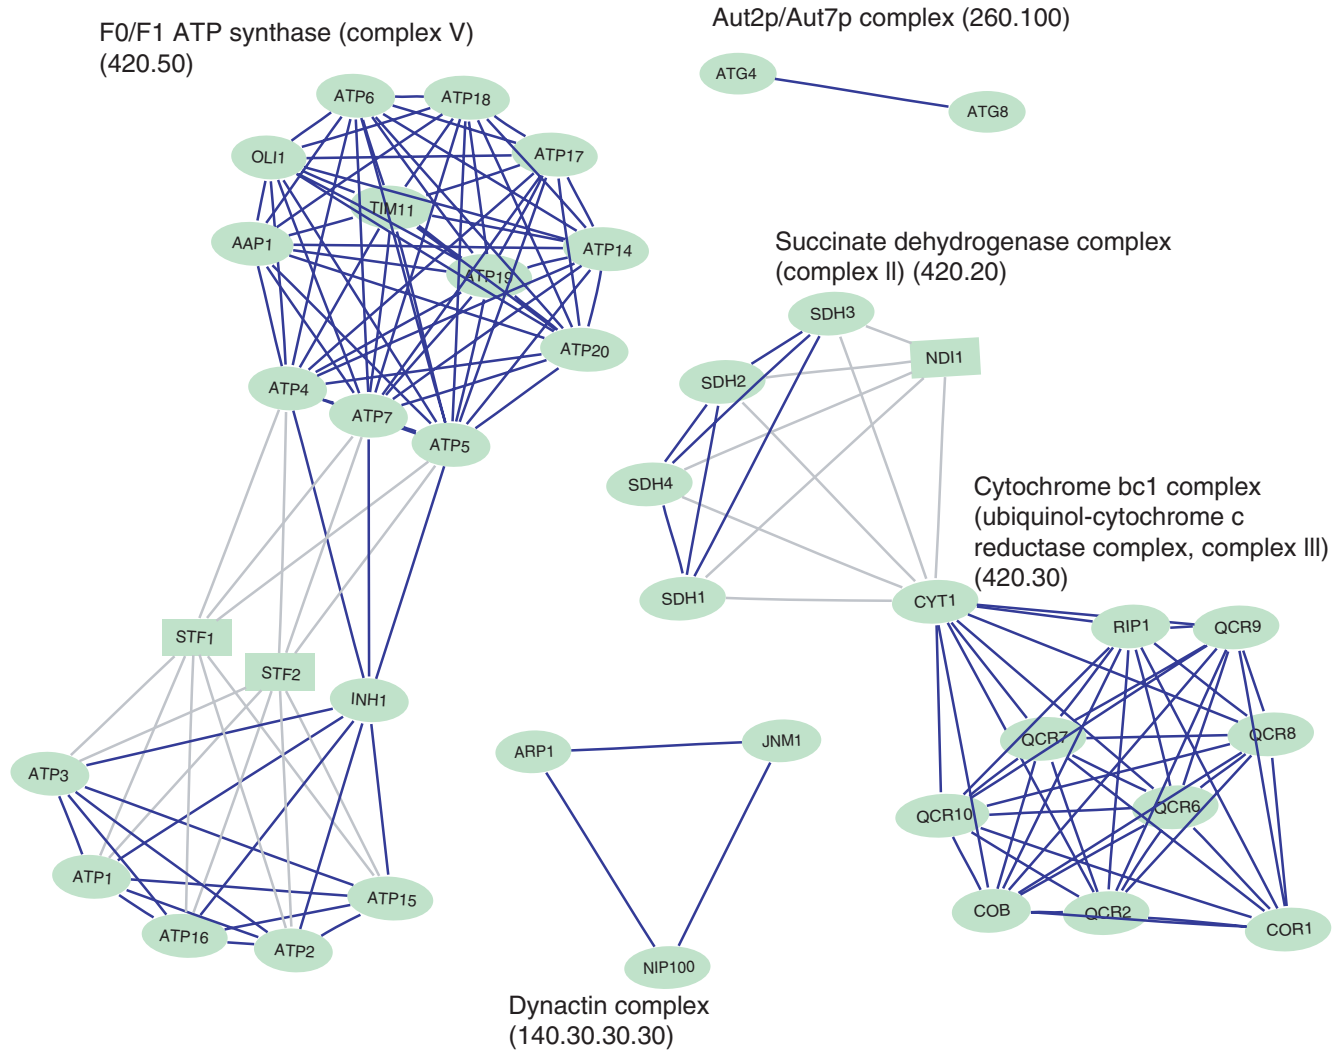 F0/F1 ATP synthase (complex V)
(420.50)
ATP6
ATP18
OLI1
ATP17
TIM11
AAP1
ATP14
ATP19
ATP20
ATP4
ATP7
ATP5
STF1
STF2
INH1
ATP3
ATP1
ATP15
ATP16
ATP2
Aut2p/Aut7p complex (260.100)
ATG4
ATG8
Succinate dehydrogenase complex
(complex II) (420.20)
SDH3
NDI1
SDH2
SDH4
SDH1
CYT1
Cytochrome bc1 complex
(ubiquinol-cytochrome c
reductase complex, complex III)
(420.30)
RIP1
QCR9
QCR7
QCR8
QCR10
QCR6
COB
QCR2
COR1
ARP1
JNM1
NIP100
Dynactin complex
(140.30.30.30)